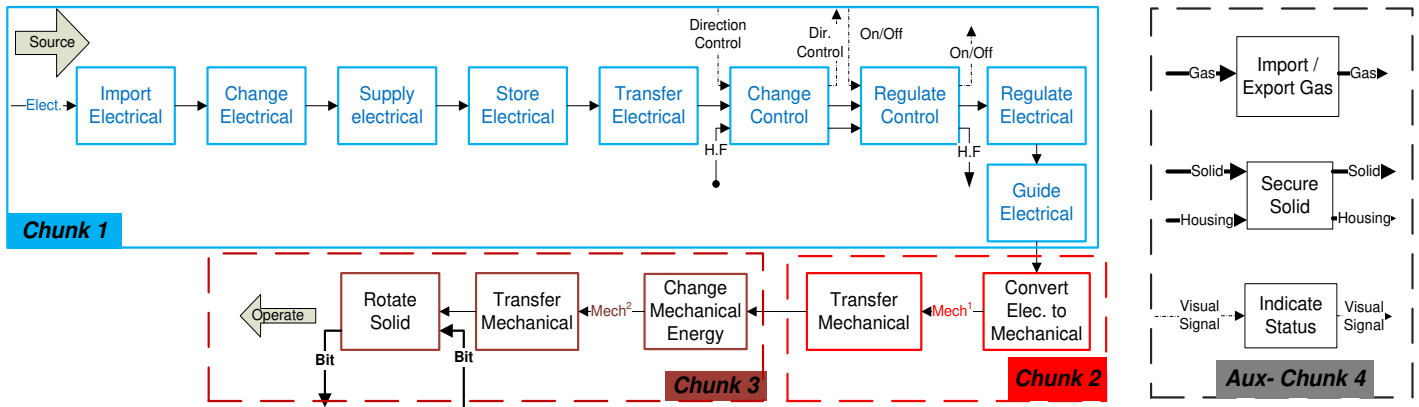 Source
Direction
Control
Dir.
Control
On/Off
On/Off
Elect.
Import
Electrical
Change
Electrical
Supply
electrical
Store
Electrical
Transfer
Electrical
Change
Control
Regulate
Control
Regulate
Electrical
H.F
H.F
Guide
Electrical
Chunk 1
Operate
Rotate
Solid
Bit
Bit
Transfer
Mechanical
Mech²
Change
Mechanical
Energy
Chunk 3
Transfer
Mechanical
Mech¹
Convert
Elec. to
Mechanical
Chunk 2
Gas
Import /
Export Gas
Gas
Solid
Housing
Secure
Solid
Solid
Housing
Visual
Signal
Indicate
Status
Visual
Signal
Aux- Chunk 4